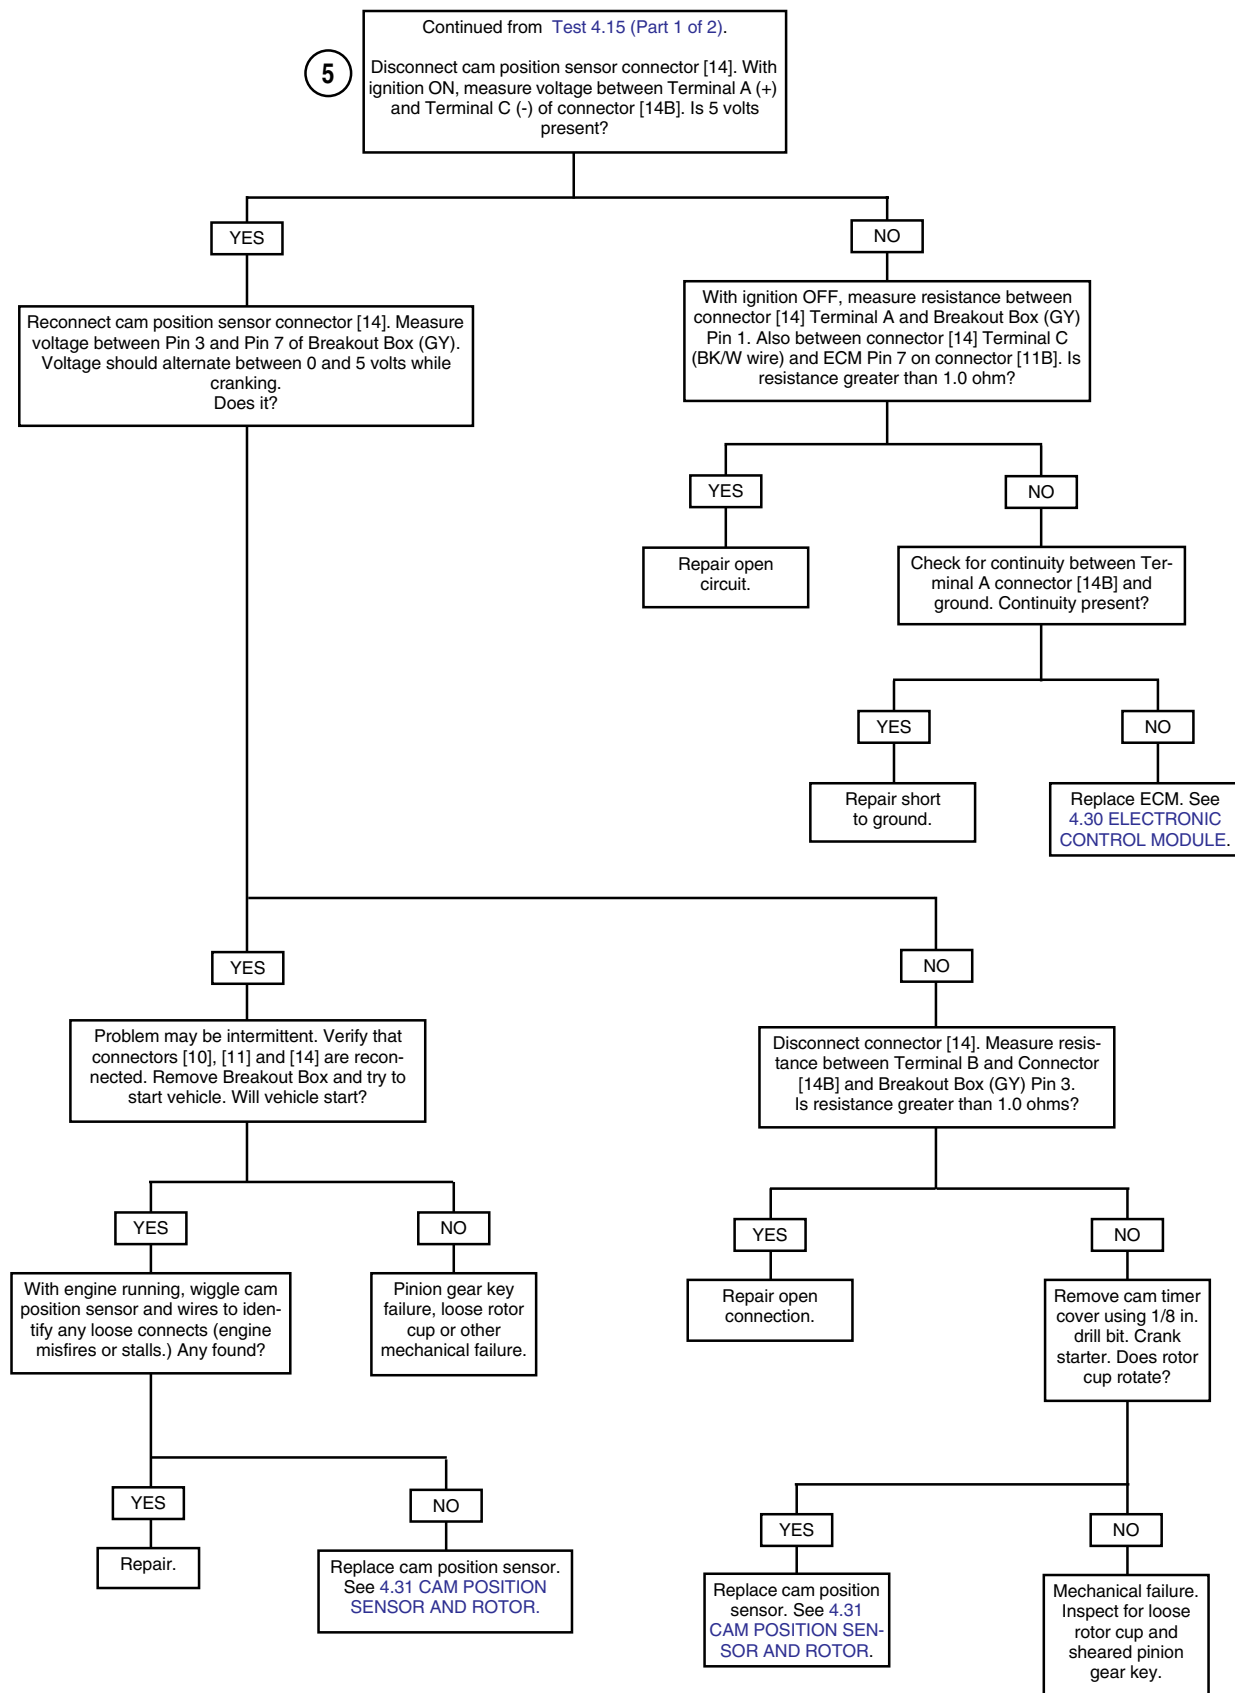 Continued from Test 4.15 (Part 1 of 2).
5
Disconnect cam position sensor connector [14]. With
ignition ON, measure voltage between Terminal A (+)
and Terminal C (-) of connector [14B]. Is 5 volts
present?
YES
NO
Reconnect cam position sensor connector [14]. Measure
voltage between Pin 3 and Pin 7 of Breakout Box (GY).
Voltage should alternate between 0 and 5 volts while
cranking.
Does it?
With ignition OFF, measure resistance between
connector [14] Terminal A and Breakout Box (GY)
Pin 1. Also between connector [14] Terminal C
(BK/W wire) and ECM Pin 7 on connector [11B]. Is
resistance greater than 1.0 ohm?
YES
NO
Repair open
circuit.
Check for continuity between Ter-
minal A connector [14B] and
ground. Continuity present?
YES
NO
Repair short
to ground.
Replace ECM. See
4.30 ELECTRONIC
CONTROL MODULE.
YES
NO
Problem may be intermittent. Verify that
connectors [10], [11] and [14] are recon-
nected. Remove Breakout Box and try to
start vehicle. Will vehicle start?
Disconnect connector [14]. Measure resis-
tance between Terminal B and Connector
[14B] and Breakout Box (GY) Pin 3.
Is resistance greater than 1.0 ohms?
YES
NO
YES
NO
With engine running, wiggle cam
position sensor and wires to iden-
tify any loose connects (engine
misfires or stalls.) Any found?
Pinion gear key
failure, loose rotor
cup or other
mechanical failure.
Repair open
connection.
Remove cam timer
cover using 1/8 in.
drill bit. Crank
starter. Does rotor
cup rotate?
YES
NO
YES
NO
Repair.
Replace cam position sensor.
See 4.31 CAM POSITION
SENSOR AND ROTOR.
Replace cam position
sensor. See 4.31
CAM POSITION SEN-
SOR AND ROTOR.
Mechanical failure.
Inspect for loose
rotor cup and
sheared pinion
gear key.